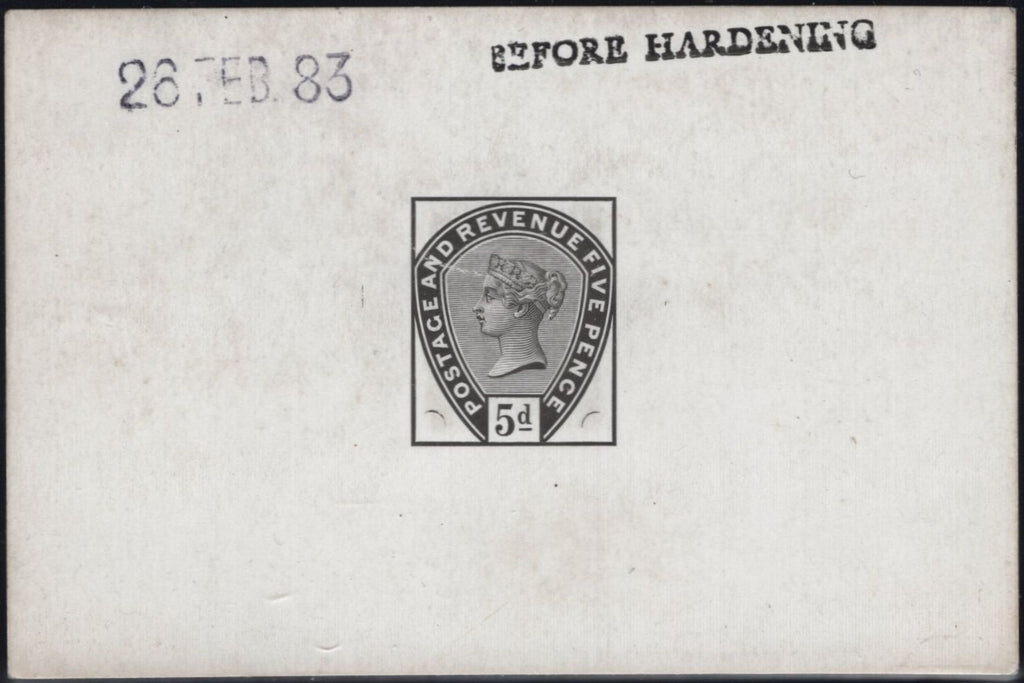 26 FEB. 83
BEFORE HARDENING
POSTAGE AND REVENUE FIVE PENCE
5d